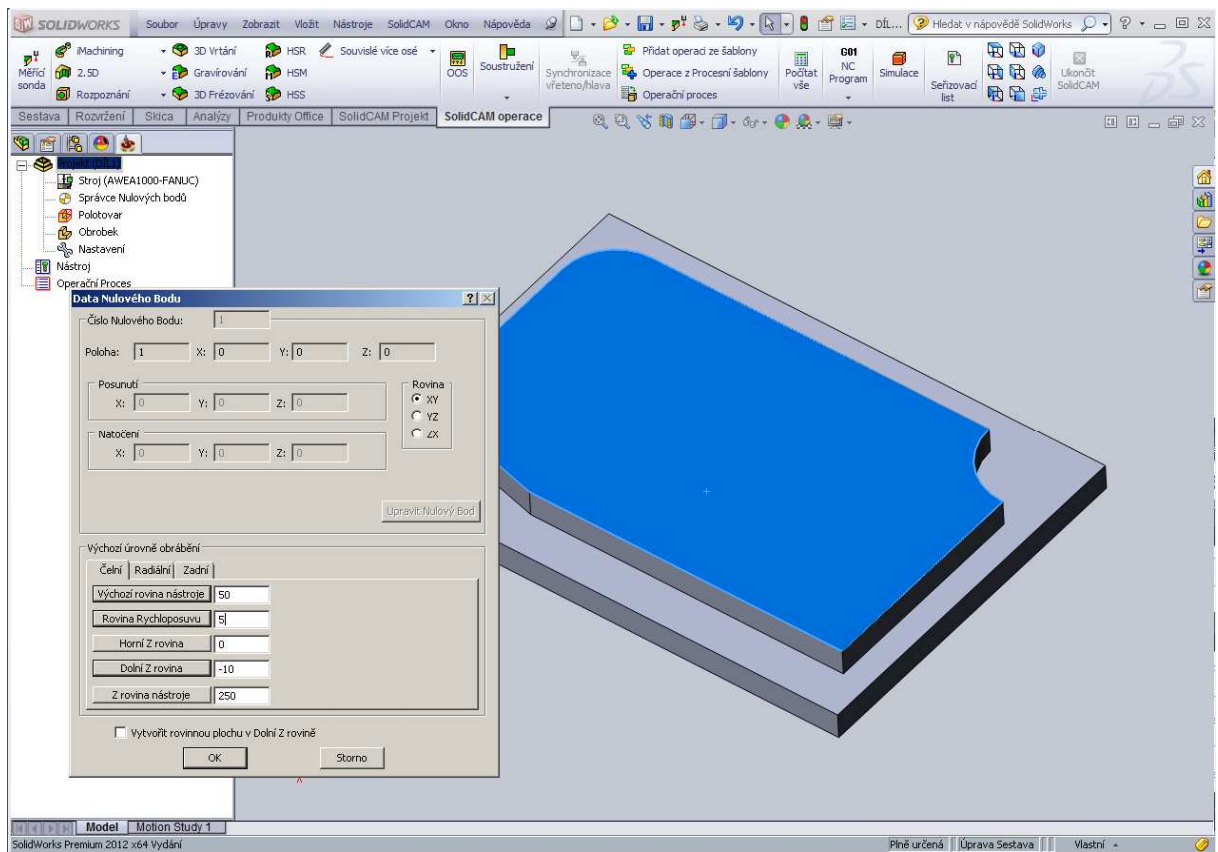 SOLIDWORKS Soubor Úpravy Zobrazit Vložit Nástroje SolidCAM Okno Nápověda DíL... Hledat v nápovědě SolidWorks
iMachining 3D Vrtání HSR Souvislé více osé Přidat operaci ze šablony G01
Měřící sonda 2.5D Gravírování HSM OOS Soustružení Synchronizace vřeteno/hlava Operace z Procesní šablony Počítat vše NC Program Simulace Seřizovací list Ukončit SolidCAM
Rozpoznání 3D Frézování HSS Operační proces
Sestava Rozvržení Skica Analýzy Produkty Office SolidCAM Projekt SolidCAM operace
Projekt (DÍL1)
Stroj (AWEA1000-FANUC)
Správce Nulových bodů
Polotovar
Obrobek
Nastavení
Nástroj
Operační Proces
Data Nulového Bodu
Číslo Nulového Bodu: 1
Poloha: 1 X: 0 Y: 0 Z: 0
Posunutí
X: 0 Y: 0 Z: 0
Rovina
XY
YZ
ZX
Natočení
X: 0 Y: 0 Z: 0
Upravit Nulový Bod
Výchozí úrovně obrábění
Čelní Radiální Zadní
Výchozí rovina nástroje 50
Rovina Rychloposuvu 5
Horní Z rovina 0
Dolní Z rovina -10
Z rovina nástroje 250
Vytvořit rovinnou plochu v Dolní Z rovině
OK Storno
Model Motion Study 1
SolidWorks Premium 2012 x64 Vydání Plně určená Úprava Sestava Vlastní